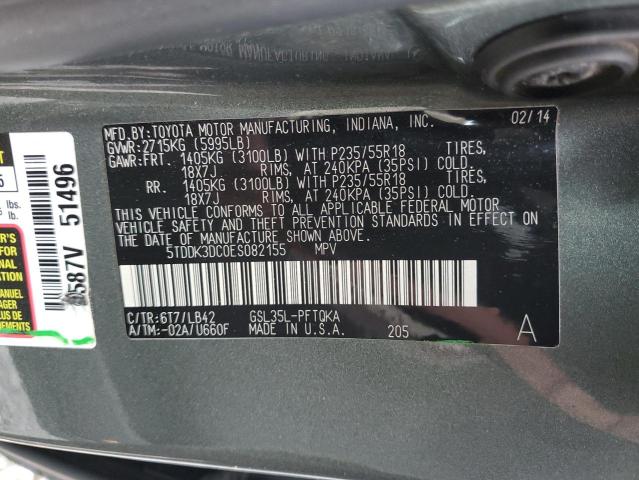 MFD.BY:TOYOTA MOTOR MANUFACTURING, INDIANA, INC. 02/14
GVWR:2715KG (5995LB)
GAWR:FRT. 1405KG (3100LB) WITH P235/55R18 TIRES,
18X7J RIMS, AT 240KPA (35PSI) COLD.
RR. 1405KG (3100LB) WITH P235/55R18 TIRES,
18X7J RIMS, AT 240KPA (35PSI) COLD.
THIS VEHICLE CONFORMS TO ALL APPLICABLE FEDERAL MOTOR
VEHICLE SAFETY AND THEFT PREVENTION STANDARDS IN EFFECT
ON THE DATE OF MANUFACTURE SHOWN ABOVE.
5TDDK3DC0ES082155 MPV
C/TR:6T7/LB42 GSL35L-PFTQKA
A/TM:-02A/U660F MADE IN U.S.A. 205 A
587V 51496
lbs.
lb.